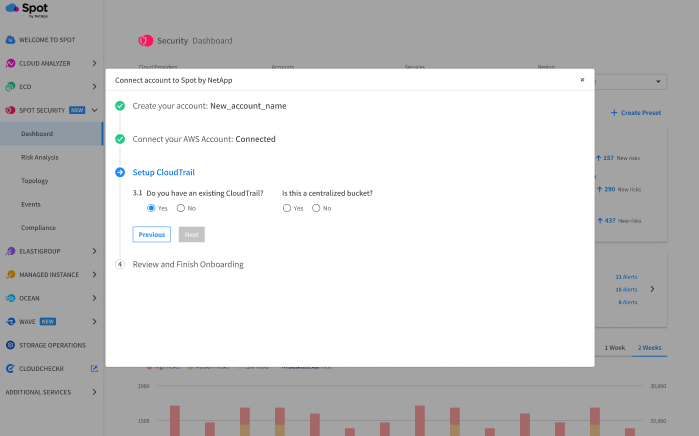 Spot
by NetApp
WELCOME TO SPOT
CLOUD ANALYZER
ECO
SPOT SECURITY NEW
Dashboard
Risk Analysis
Topology
Events
Compliance
ELASTIGROUP
MANAGED INSTANCE
OCEAN
WAVE NEW
STORAGE OPERATIONS
CLOUDCHECKR
ADDITIONAL SERVICES
Security Dashboard
Cloud Providers Accounts Services Region
Connect account to Spot by NetApp ×
Create your account: New_account_name
Connect your AWS Account: Connected
Setup CloudTrail
3.1 Do you have an existing CloudTrail? Is this a centralized bucket?
Yes No Yes No
Previous Next
4 Review and Finish Onboarding
+ Create Preset
157 New risks
290 New risks
437 New risks
Alerts
15 Alerts
8 Alerts
1 Week 2 Weeks
2000 30,000
1500 20,000